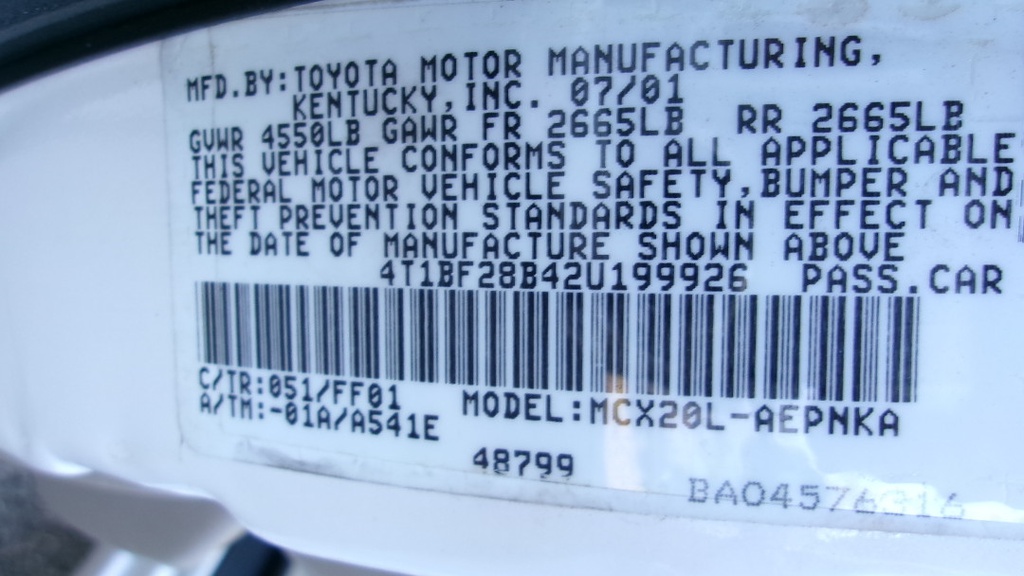 MFD.BY:TOYOTA MOTOR MANUFACTURING,
KENTUCKY,INC. 07/01
GVWR 4550LB GAWR FR 2665LB RR 2665LB
THIS VEHICLE CONFORMS TO ALL APPLICABLE
FEDERAL MOTOR VEHICLE SAFETY,BUMPER AND
THEFT PREVENTION STANDARDS IN EFFECT ON
THE DATE OF MANUFACTURE SHOWN ABOVE
4T1BF28B42U199926 PASS.CAR
C/TR:051/FF01
A/TM:-01A/A541E MODEL:MCX20L-AEPNKA
48799